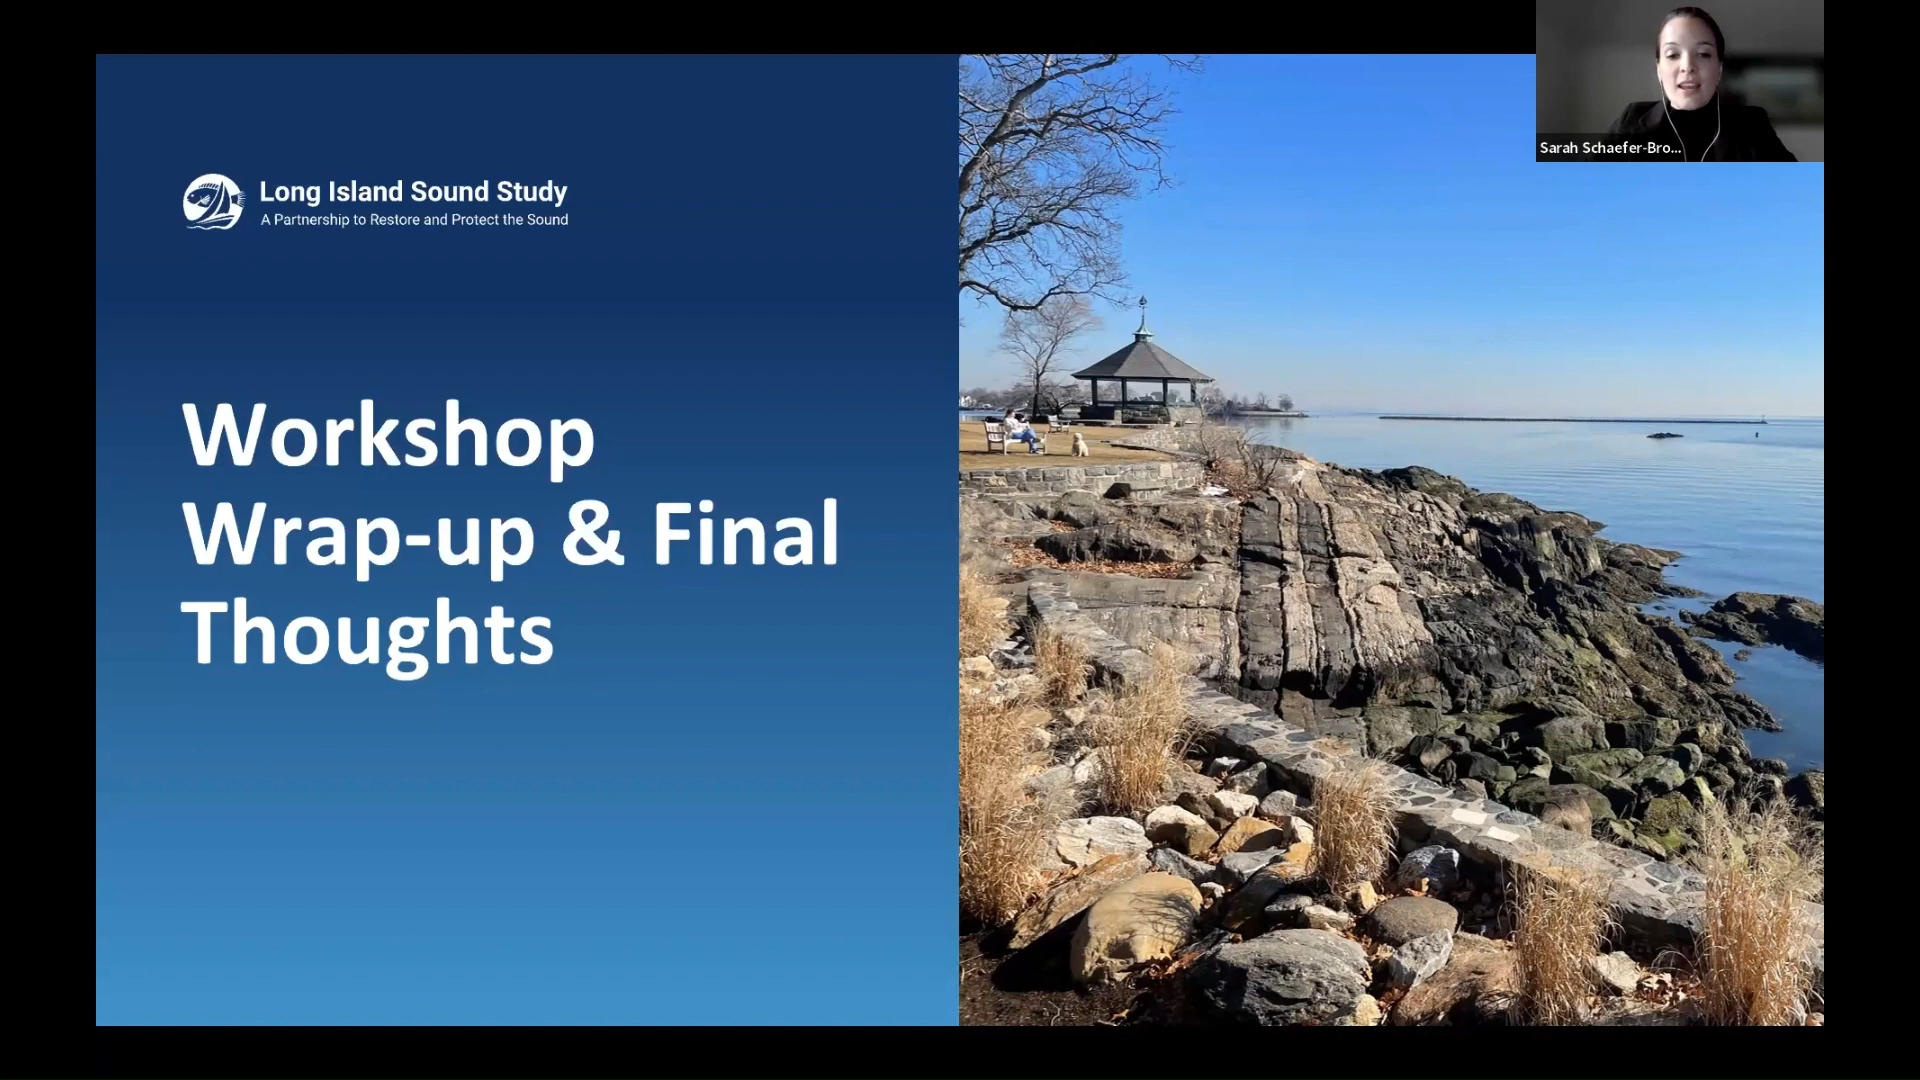 Long Island Sound Study
A Partnership to Restore and Protect the Sound
Workshop
Wrap-up & Final
Thoughts
Sarah Schaefer-Bro...